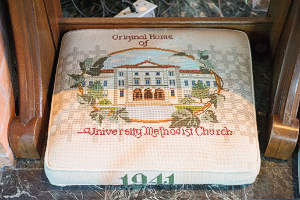 Original Home
of
University Methodist Church
1941